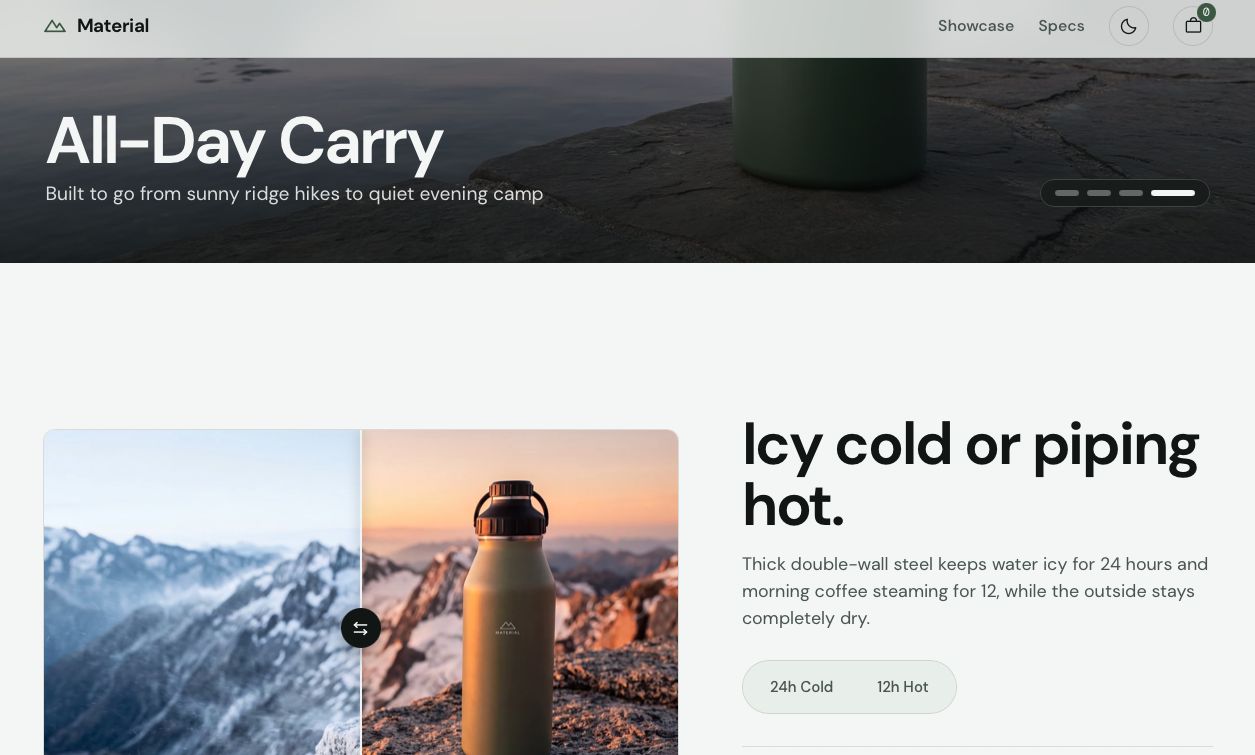 Material
Showcase
Specs
0
All-Day Carry
Built to go from sunny ridge hikes to quiet evening camp
Icy cold or piping
hot.
Thick double-wall steel keeps water icy for 24 hours and
morning coffee steaming for 12, while the outside stays
completely dry.
MATERIAL
24h Cold
12h Hot